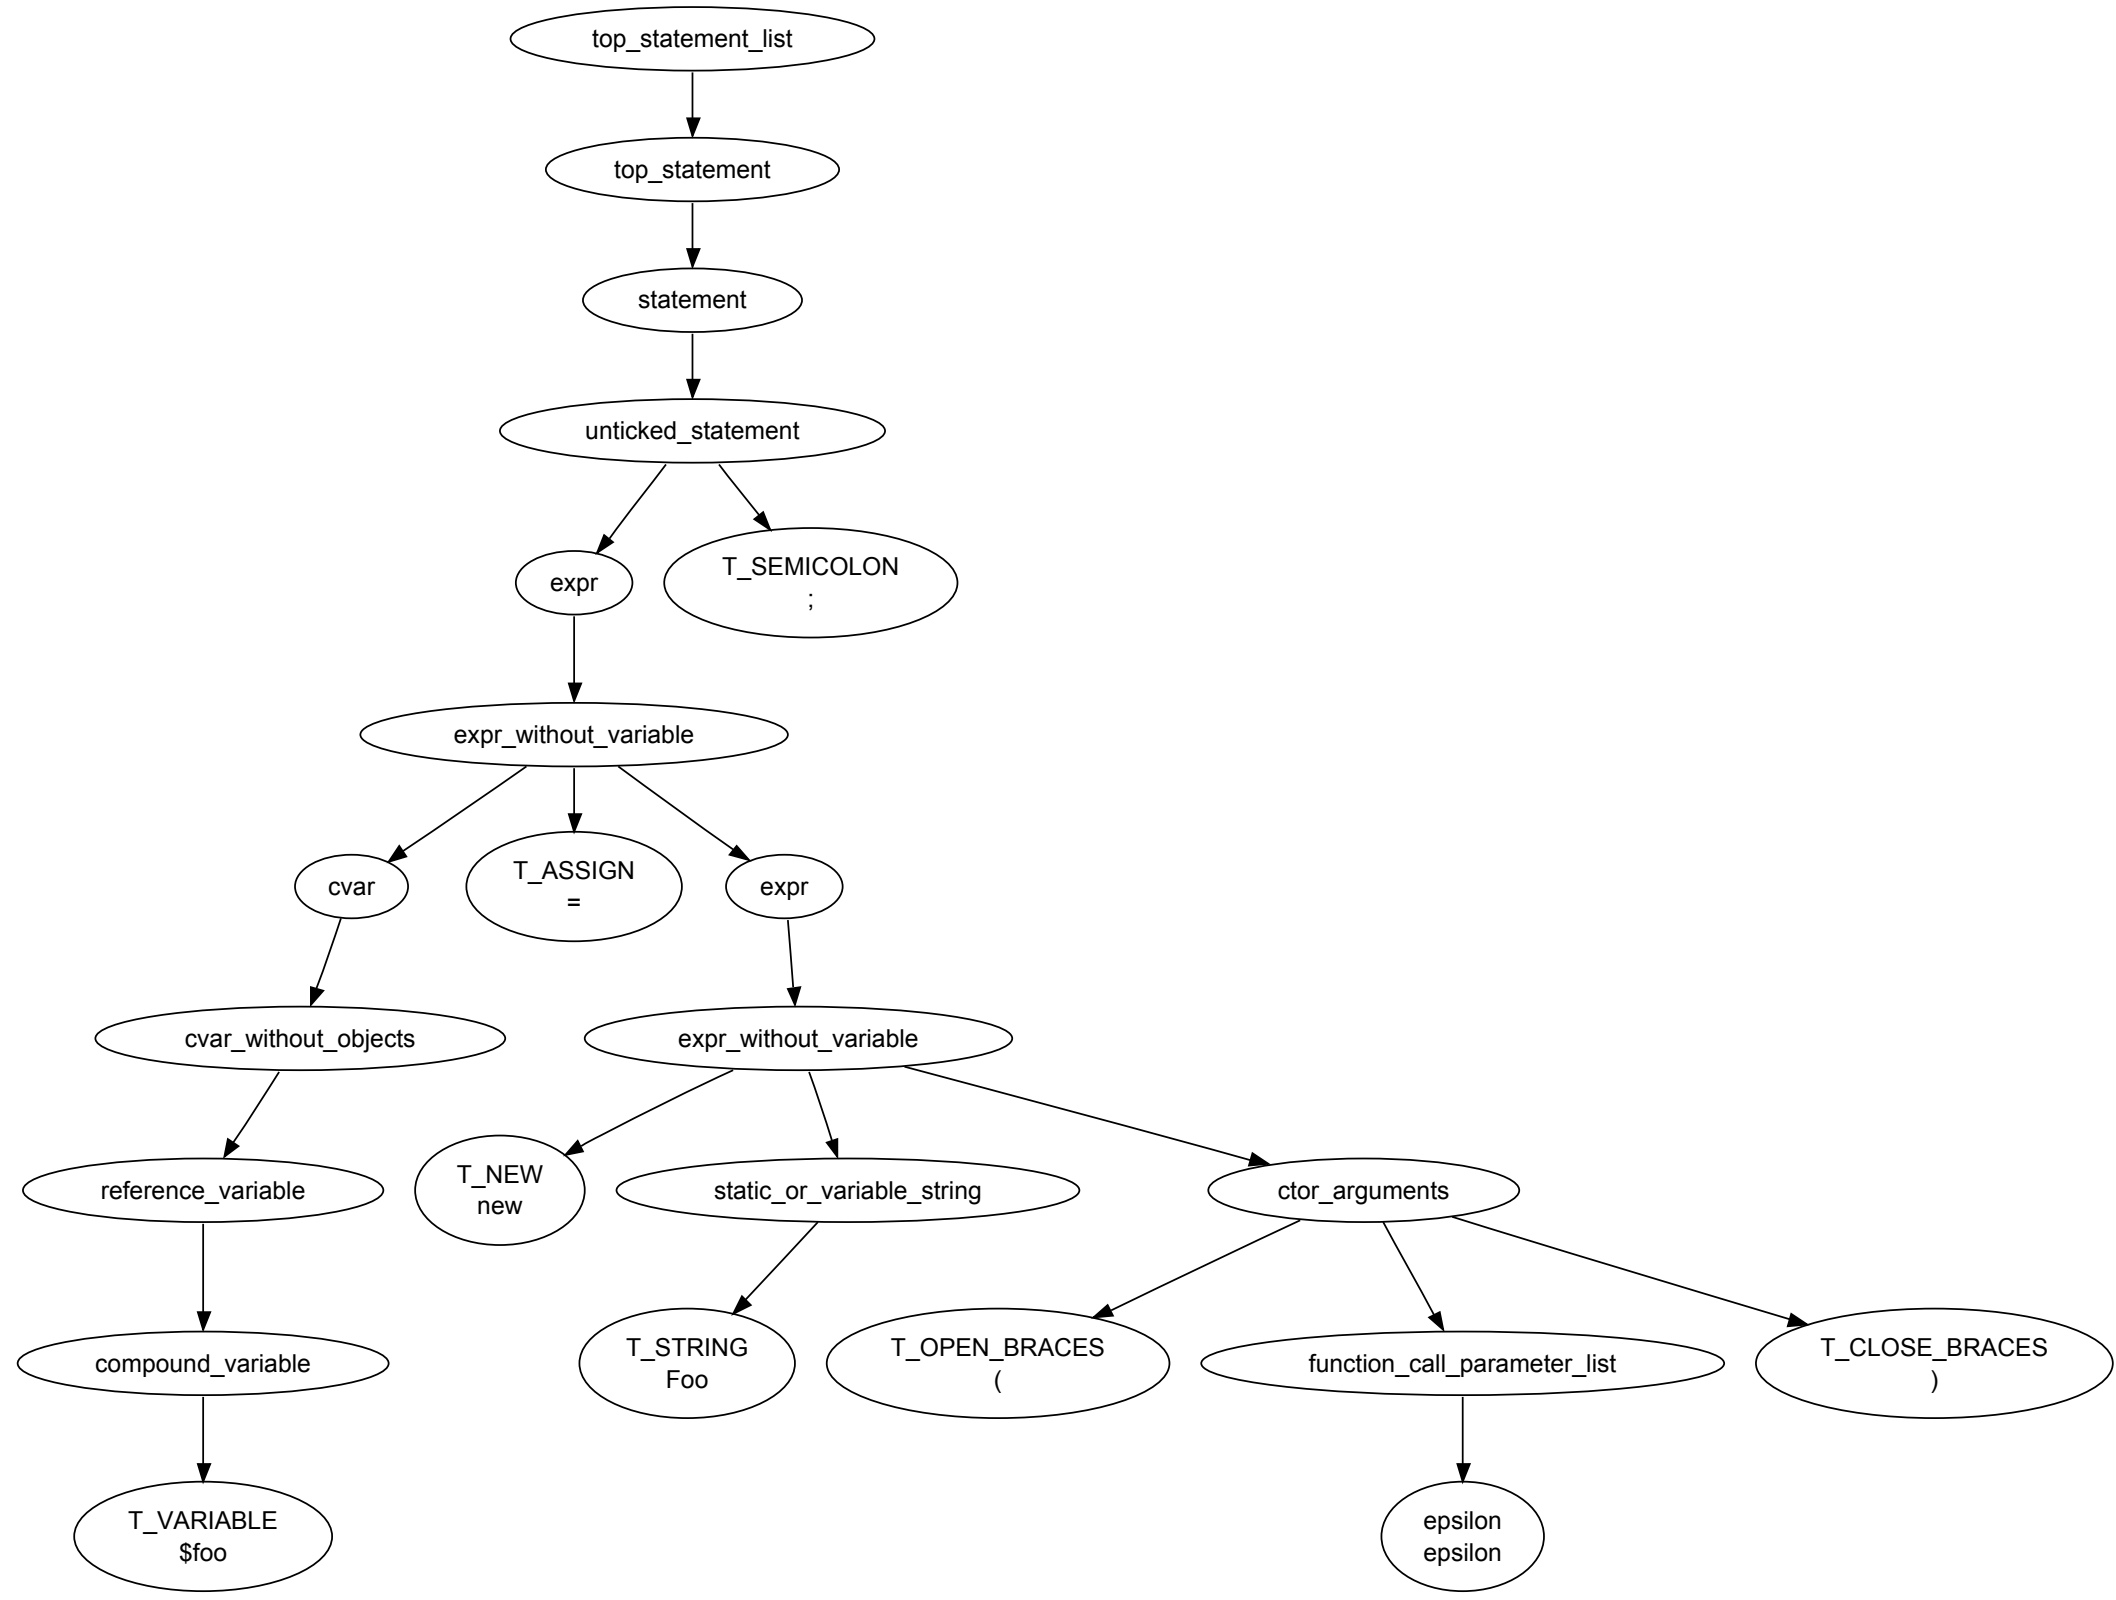 top_statement_list
top_statement
statement
unticked_statement
expr
T_SEMICOLON
;
expr_without_variable
cvar
T_ASSIGN
=
expr
cvar_without_objects
expr_without_variable
reference_variable
T_NEW
new
static_or_variable_string
ctor_arguments
compound_variable
T_STRING
Foo
T_OPEN_BRACES
(
function_call_parameter_list
T_CLOSE_BRACES
)
T_VARIABLE
$foo
epsilon
epsilon